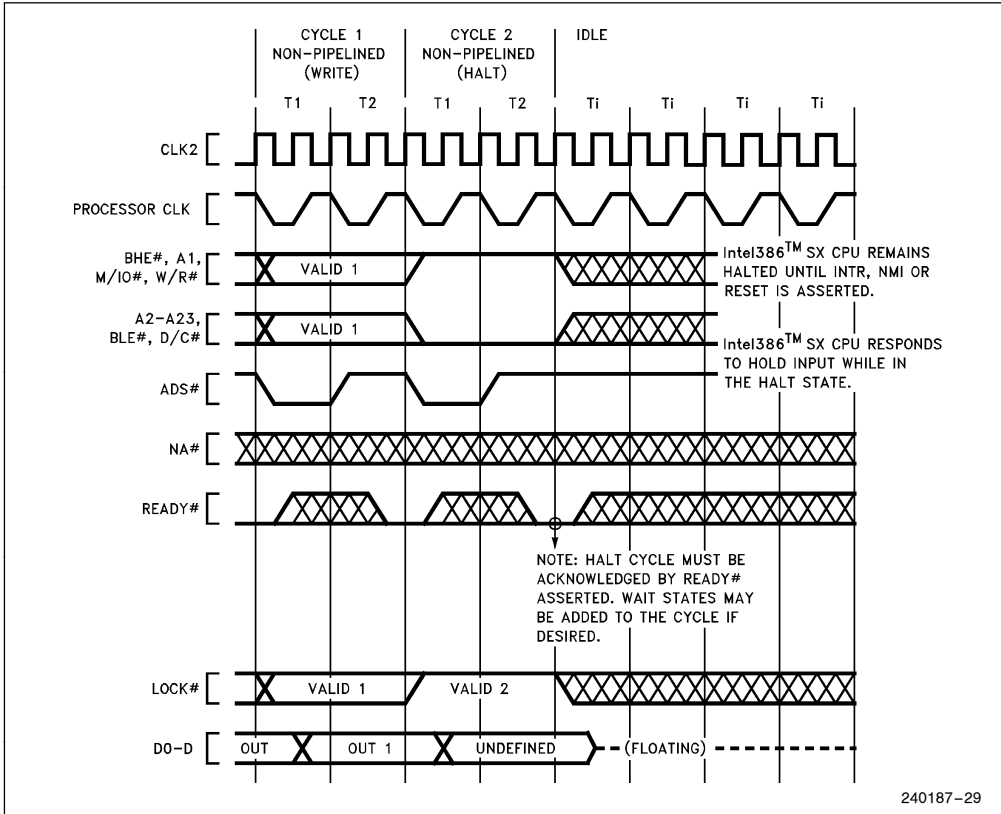 CYCLE 1
NON-PIPELINED
(WRITE)
CYCLE 2
NON-PIPELINED
(HALT)
IDLE
T1 T2 T1 T2 Ti Ti Ti Ti
CLK2
PROCESSOR CLK
BHE#, A1,
M/IO#, W/R#
VALID 1
Intel386TM SX CPU REMAINS
HALTED UNTIL INTR, NMI OR
RESET IS ASSERTED.
A2-A23,
BLE#, D/C#
VALID 1
Intel386TM SX CPU RESPONDS
TO HOLD INPUT WHILE IN
THE HALT STATE.
ADS#
NA#
READY#
NOTE: HALT CYCLE MUST BE
ACKNOWLEDGED BY READY#
ASSERTED. WAIT STATES MAY
BE ADDED TO THE CYCLE IF
DESIRED.
LOCK# VALID 1 VALID 2
D0-D OUT OUT 1 UNDEFINED (FLOATING)
240187-29